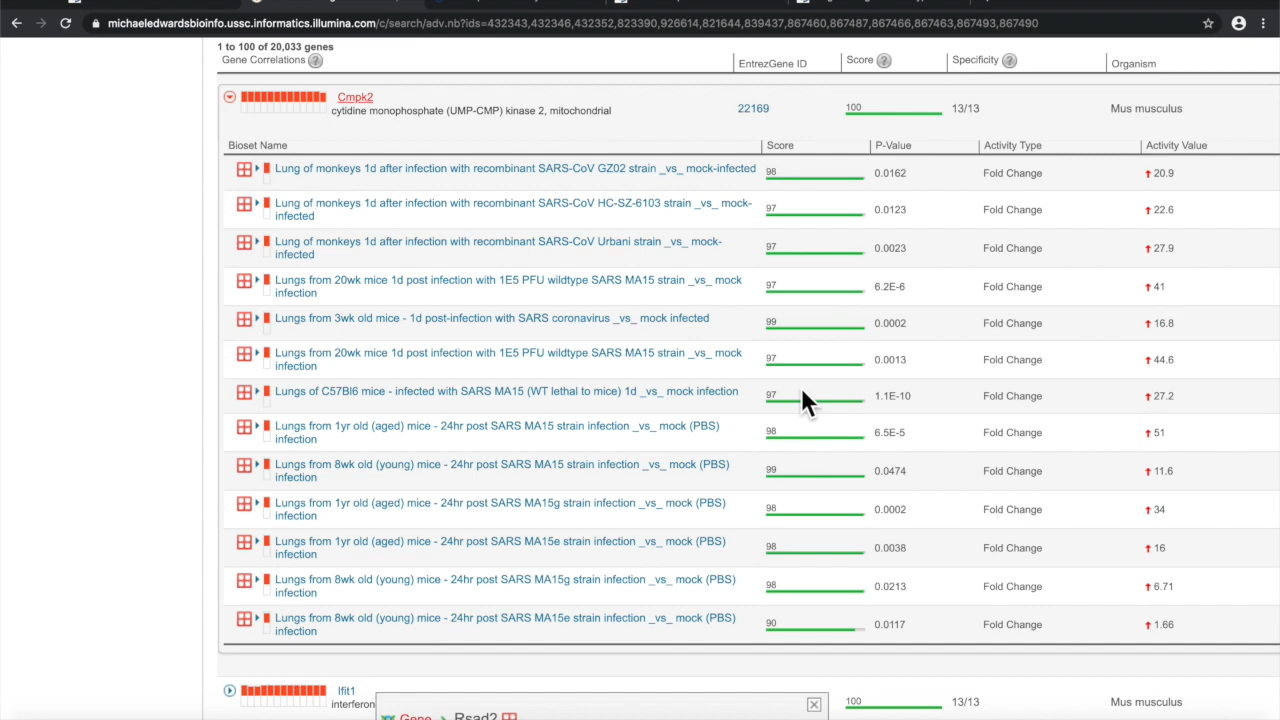 michaeledwardsbioinfo.ussc.informatics.illumina.com/c/search/adv.nb?ids=432343,432346,432352,823390,926614,821644,839437,867460,867487,867466,867463,867493,867490
1 to 100 of 20,033 genes
Gene Correlations ? EntrezGene ID Score ? Specificity ? Organism
Cmpk2
cytidine monophosphate (UMP-CMP) kinase 2, mitochondrial 22169 100 13/13 Mus musculus
Bioset Name Score P-Value Activity Type Activity Value
Lung of monkeys 1d after infection with recombinant SARS-CoV GZ02 strain _vs_ mock-infected 98 0.0162 Fold Change ↑ 20.9
Lung of monkeys 1d after infection with recombinant SARS-CoV HC-SZ-6103 strain _vs_ mock-
infected 97 0.0123 Fold Change ↑ 22.6
Lung of monkeys 1d after infection with recombinant SARS-CoV Urbani strain _vs_ mock-
infected 97 0.0023 Fold Change ↑ 27.9
Lungs from 20wk mice 1d post infection with 1E5 PFU wildtype SARS MA15 strain _vs_ mock
infection 97 6.2E-6 Fold Change ↑ 41
Lungs from 3wk old mice - 1d post-infection with SARS coronavirus _vs_ mock infected 99 0.0002 Fold Change ↑ 16.8
Lungs from 20wk mice 1d post infection with 1E5 PFU wildtype SARS MA15 strain _vs_ mock
infection 97 0.0013 Fold Change ↑ 44.6
Lungs of C57Bl6 mice - infected with SARS MA15 (WT lethal to mice) 1d _vs_ mock infection 97 1.1E-10 Fold Change ↑ 27.2
Lungs from 1yr old (aged) mice - 24hr post SARS MA15 strain infection _vs_ mock (PBS)
infection 98 6.5E-5 Fold Change ↑ 51
Lungs from 8wk old (young) mice - 24hr post SARS MA15 strain infection _vs_ mock (PBS)
infection 99 0.0474 Fold Change ↑ 11.6
Lungs from 1yr old (aged) mice - 24hr post SARS MA15g strain infection _vs_ mock (PBS)
infection 98 0.0002 Fold Change ↑ 34
Lungs from 1yr old (aged) mice - 24hr post SARS MA15e strain infection _vs_ mock (PBS)
infection 98 0.0038 Fold Change ↑ 16
Lungs from 8wk old (young) mice - 24hr post SARS MA15g strain infection _vs_ mock (PBS)
infection 98 0.0213 Fold Change ↑ 6.71
Lungs from 8wk old (young) mice - 24hr post SARS MA15e strain infection _vs_ mock (PBS)
infection 90 0.0117 Fold Change ↑ 1.66
Ifit1
interferon 100 13/13 Mus musculus
Gene Rsad2